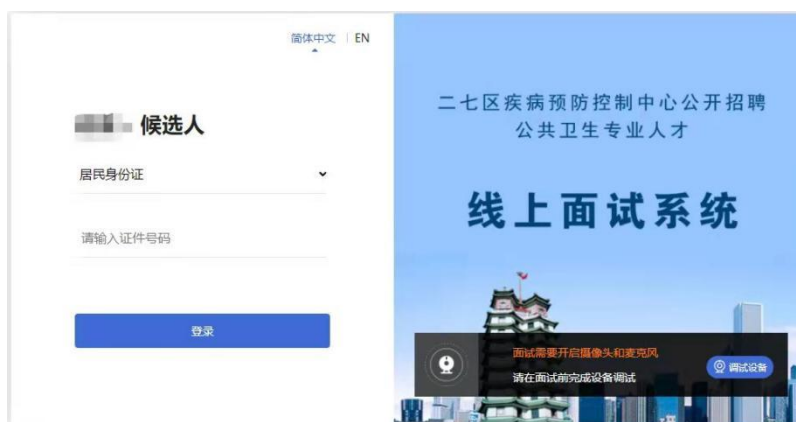 简体中文 | EN
候选人
居民身份证
请输入证件号码
登录
二七区疾病预防控制中心公开招聘
公共卫生专业人才
线上面试系统
面试需要开启摄像头和麦克风
请在面试前完成设备调试
调试设备